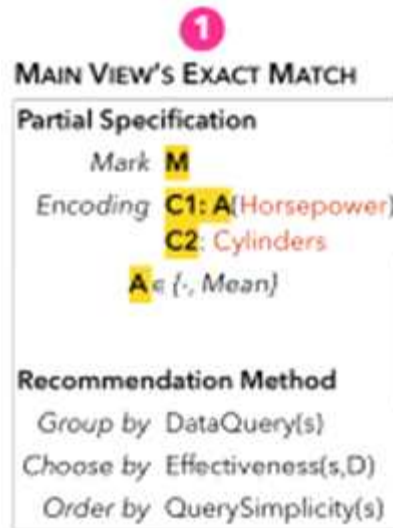 1
MAIN VIEW'S EXACT MATCH
Partial Specification
Mark M
Encoding C1: A(Horsepower)
C2: Cylinders
A ∈ {-, Mean}
Recommendation Method
Group by DataQuery(s)
Choose by Effectiveness(s,D)
Order by QuerySimplicity(s)